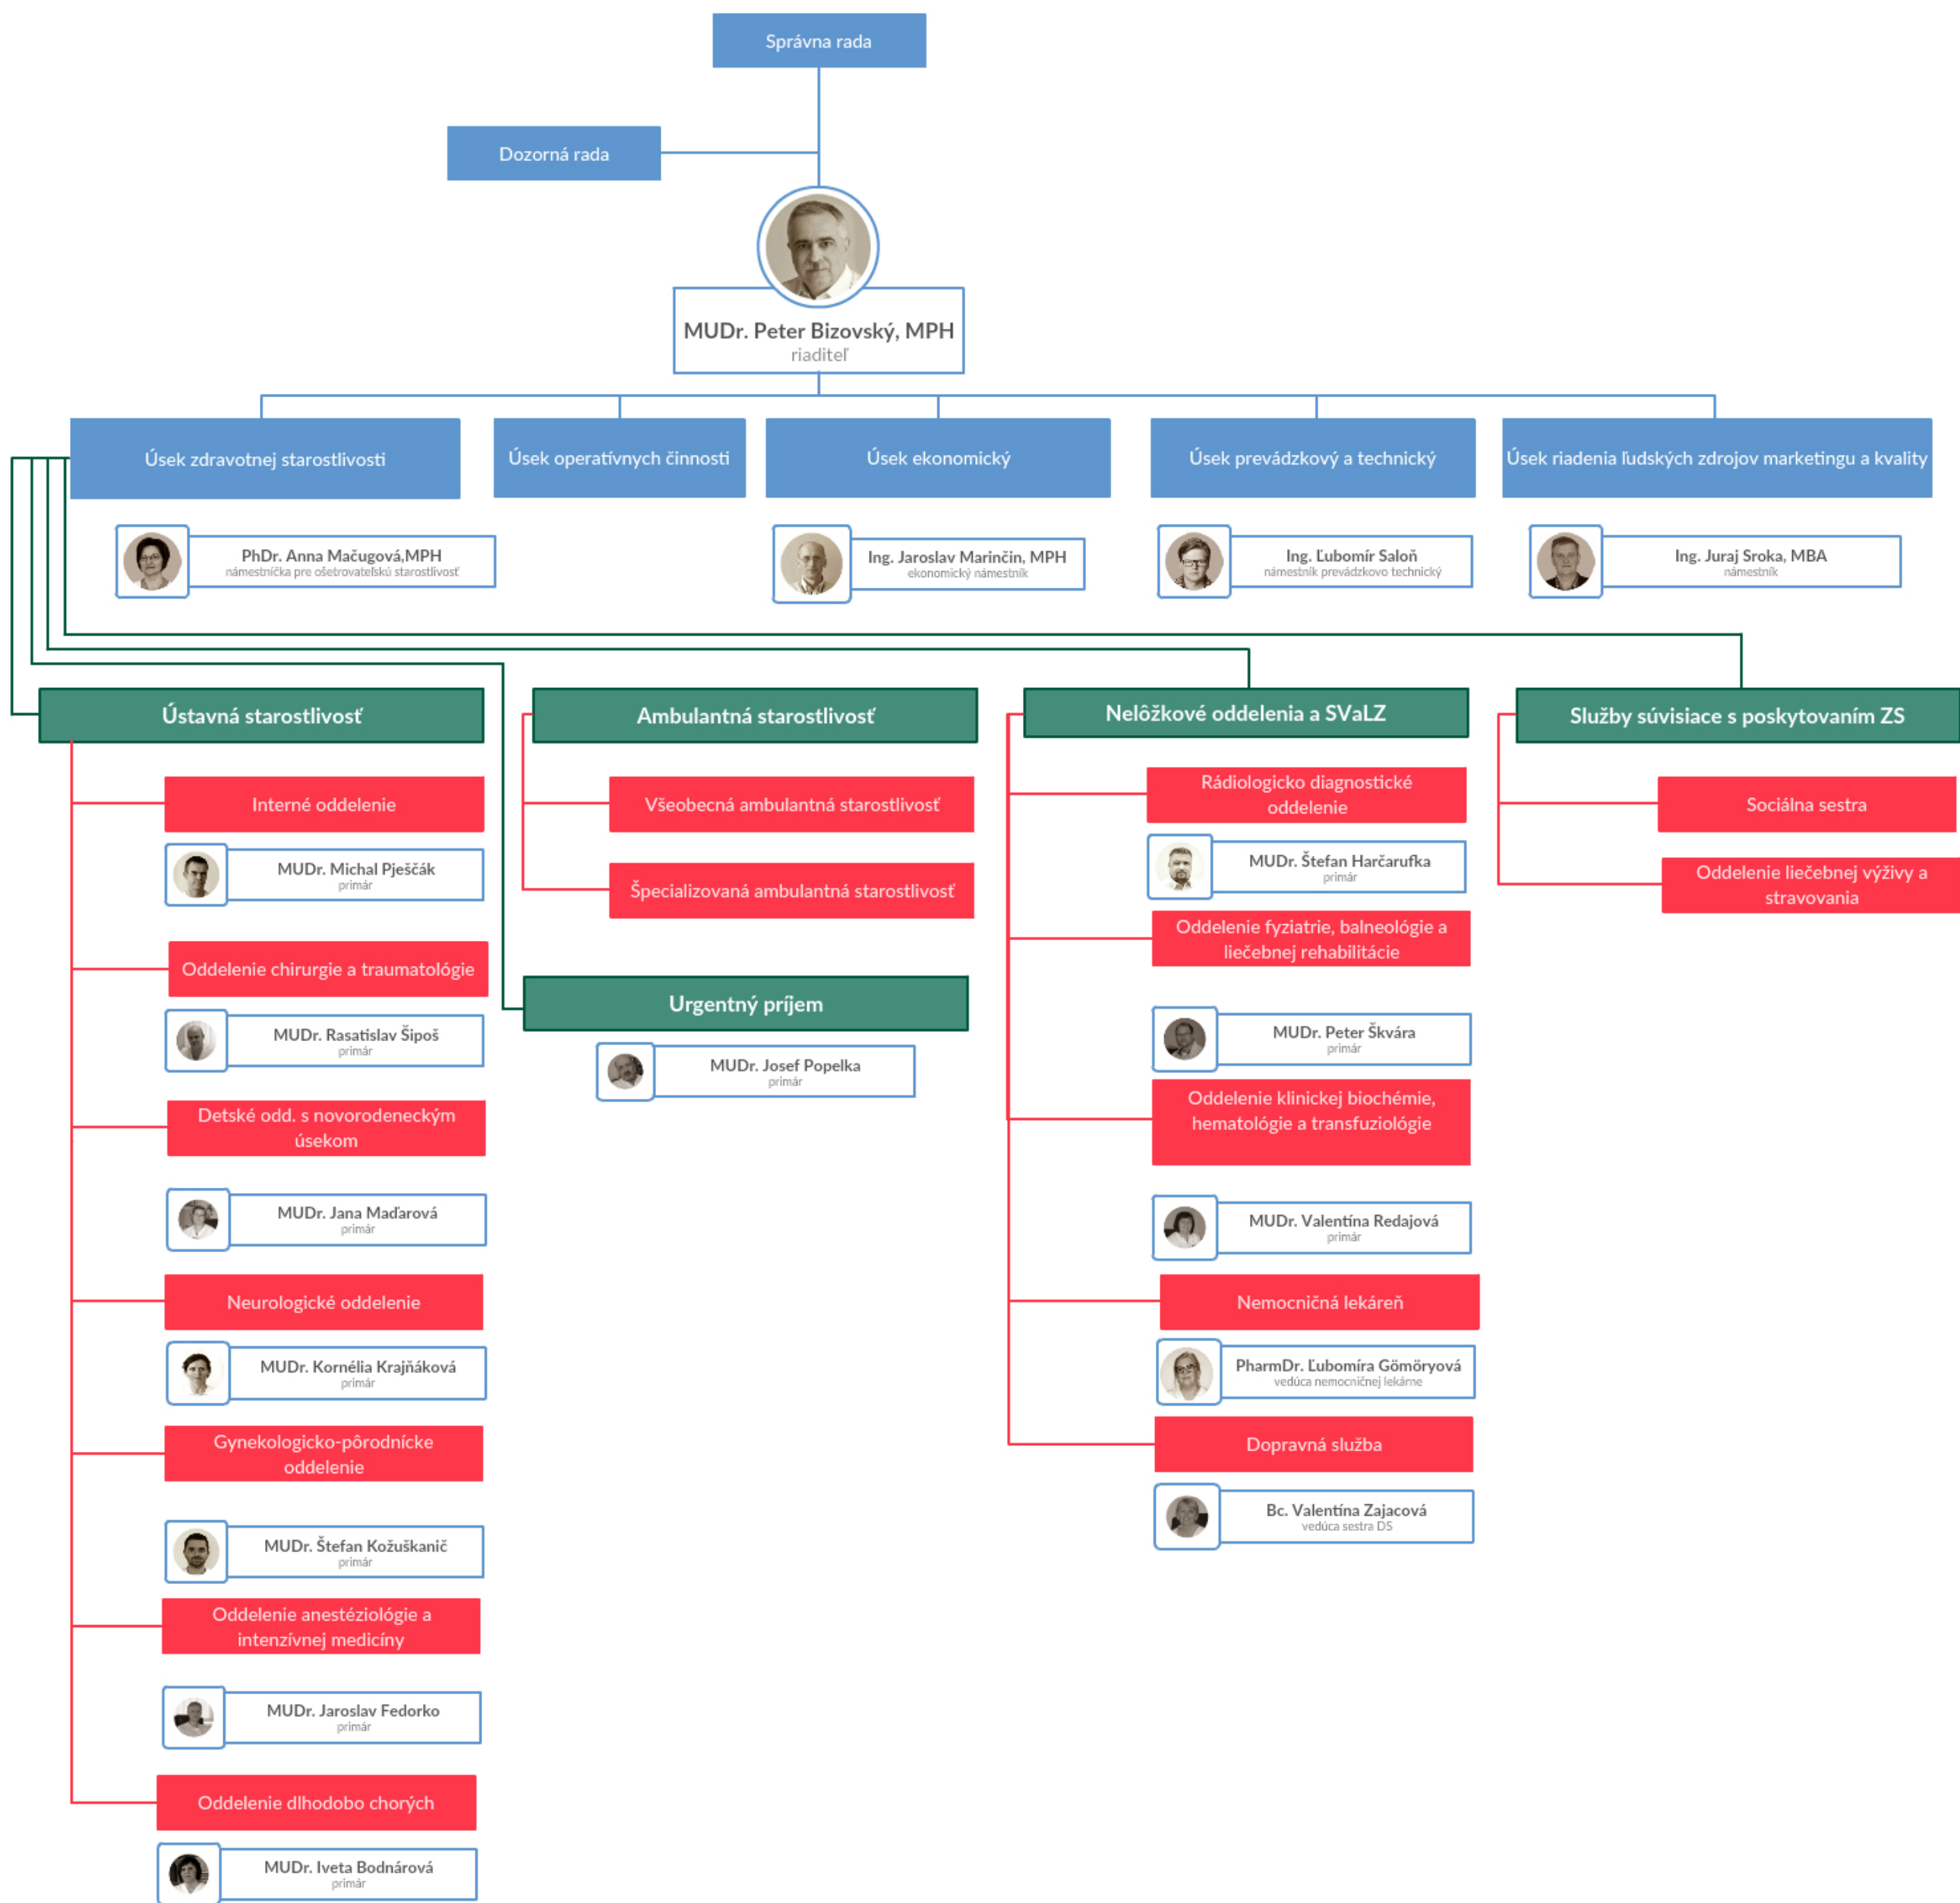 Správna rada
Dozorná rada
MUDr. Peter Bizovský, MPH
riaditeľ
Úsek zdravotnej starostlivosti
Úsek operatívnych činnosti
Úsek ekonomický
Úsek prevádzkový a technický
Úsek riadenia ľudských zdrojov marketingu a kvality
PhDr. Anna Mačugová,MPH
námestníčka pre ošetrovateľskú starostlivosť
Ing. Jaroslav Marinčin, MPH
ekonomický námestník
Ing. Ľubomír Saloň
námestník prevádzkovo technický
Ing. Juraj Sroka, MBA
námestník
Ústavná starostlivosť
Interné oddelenie
MUDr. Michal Pješčák
primár
Oddelenie chirurgie a traumatológie
MUDr. Rasatislav Šipoš
primár
Detské odd. s novorodeneckým
úsekom
MUDr. Jana Maďarová
primár
Neurologické oddelenie
MUDr. Kornélia Krajňáková
primár
Gynekologicko-pôrodnícke
oddelenie
MUDr. Štefan Kožuškanič
primár
Oddelenie anestéziológie a
intenzívnej medicíny
MUDr. Jaroslav Fedorko
primár
Oddelenie dlhodobo chorých
MUDr. Iveta Bodnárová
primár
Ambulantná starostlivosť
Všeobecná ambulantná starostlivosť
Špecializovaná ambulantná starostlivosť
Urgentný príjem
MUDr. Josef Popelka
primár
Nelôžkové oddelenia a SVaLZ
Rádiologicko diagnostické
oddelenie
MUDr. Štefan Harčarufka
primár
Oddelenie fyziatrie, balneológie a
liečebnej rehabilitácie
MUDr. Peter Škvára
primár
Oddelenie klinickej biochémie,
hematológie a transfuziológie
MUDr. Valentína Redajová
primár
Nemocničná lekáreň
PharmDr. Ľubomíra Gömöryová
vedúca nemocničnej lekárne
Dopravná služba
Bc. Valentína Zajacová
vedúca sestra DS
Služby súvisiace s poskytovaním ZS
Sociálna sestra
Oddelenie liečebnej výživy a
stravovania